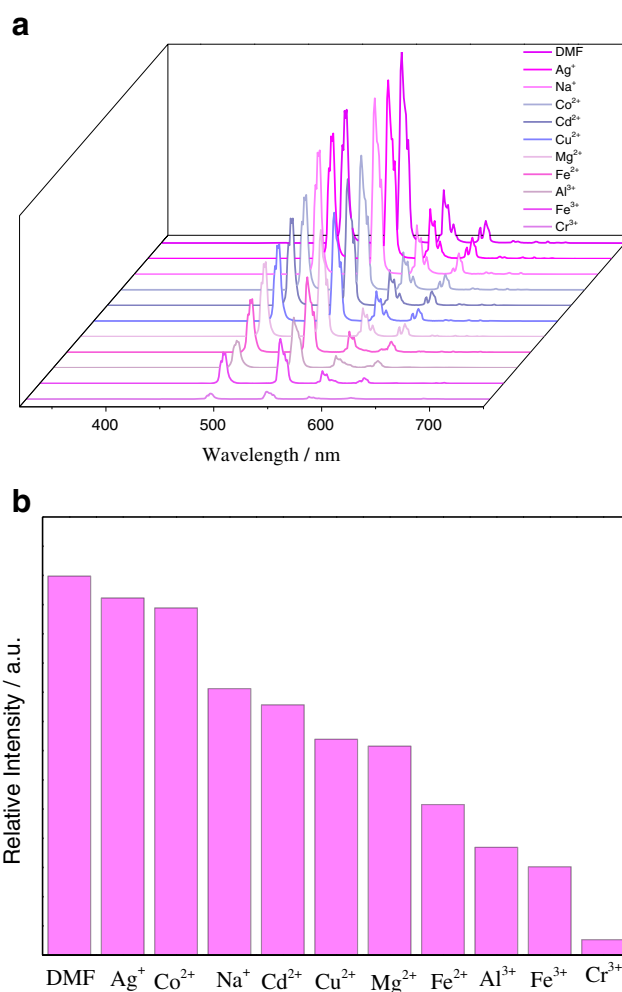 a
DMF
Ag⁺
Na⁺
Co²⁺
Cd²⁺
Cu²⁺
Mg²⁺
Fe²⁺
Al³⁺
Fe³⁺
Cr³⁺
400 500 600 700
Wavelength / nm
b
Relative Intensity / a.u.
DMF Ag⁺ Co²⁺ Na⁺ Cd²⁺ Cu²⁺ Mg²⁺ Fe²⁺ Al³⁺ Fe³⁺ Cr³⁺